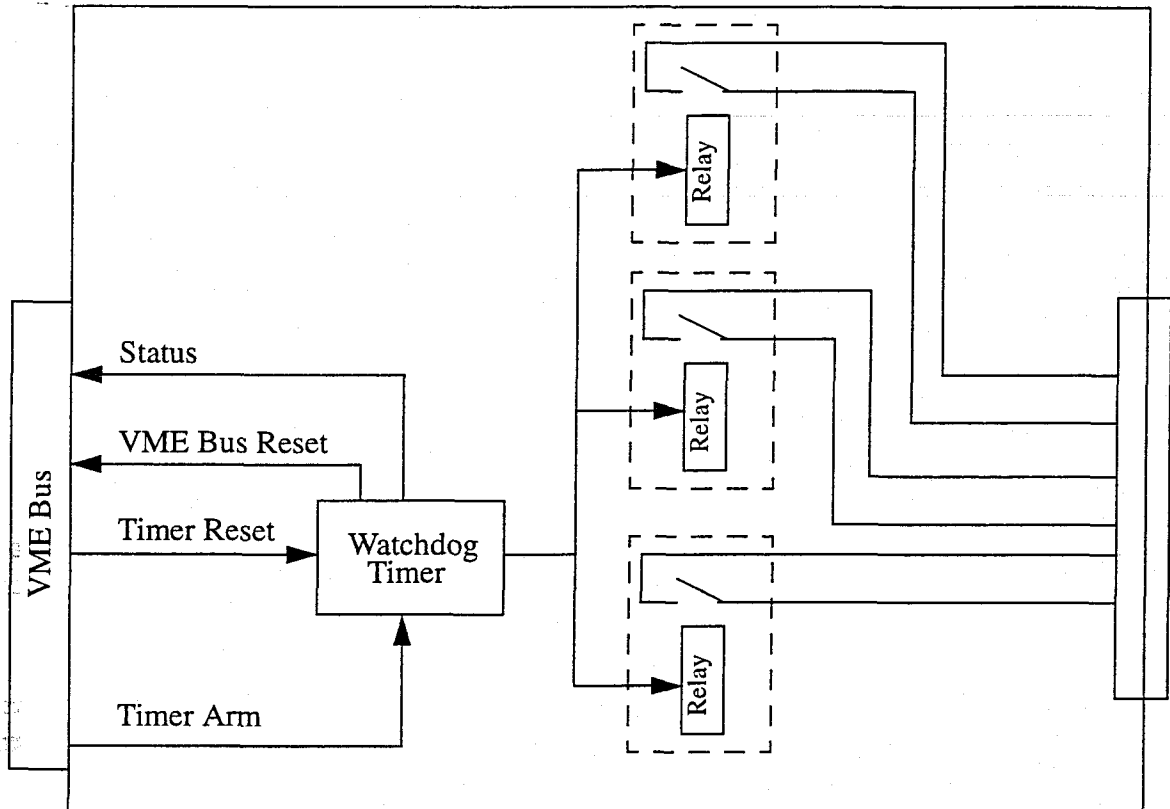 Relay
Status
Relay
VME Bus Reset
VME Bus
Timer Reset
Watchdog
Timer
Relay
Timer Arm